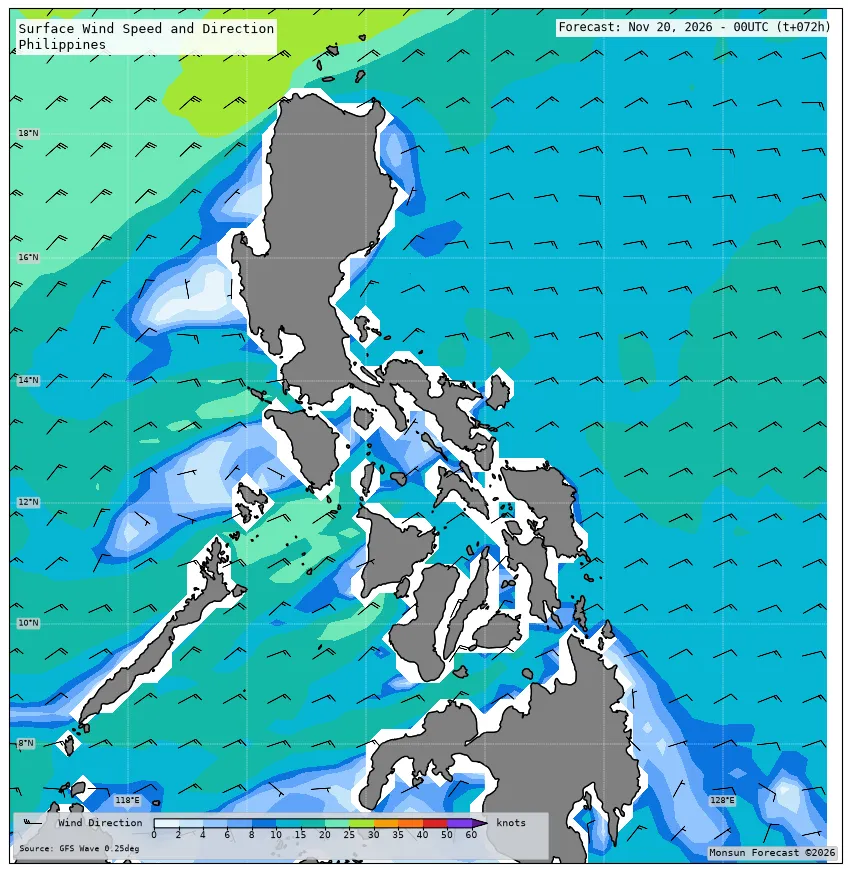 Surface Wind Speed and Direction
Philippines
Forecast: Nov 20, 2026 - 00UTC (t+072h)
18°N
16°N
14°N
12°N
10°N
8°N
118°E
128°E
Wind Direction
knots
0 2 4 6 8 10 15 20 25 30 35 40 50 60
Source: GFS Wave 0.25deg
Monsun Forecast ©2026